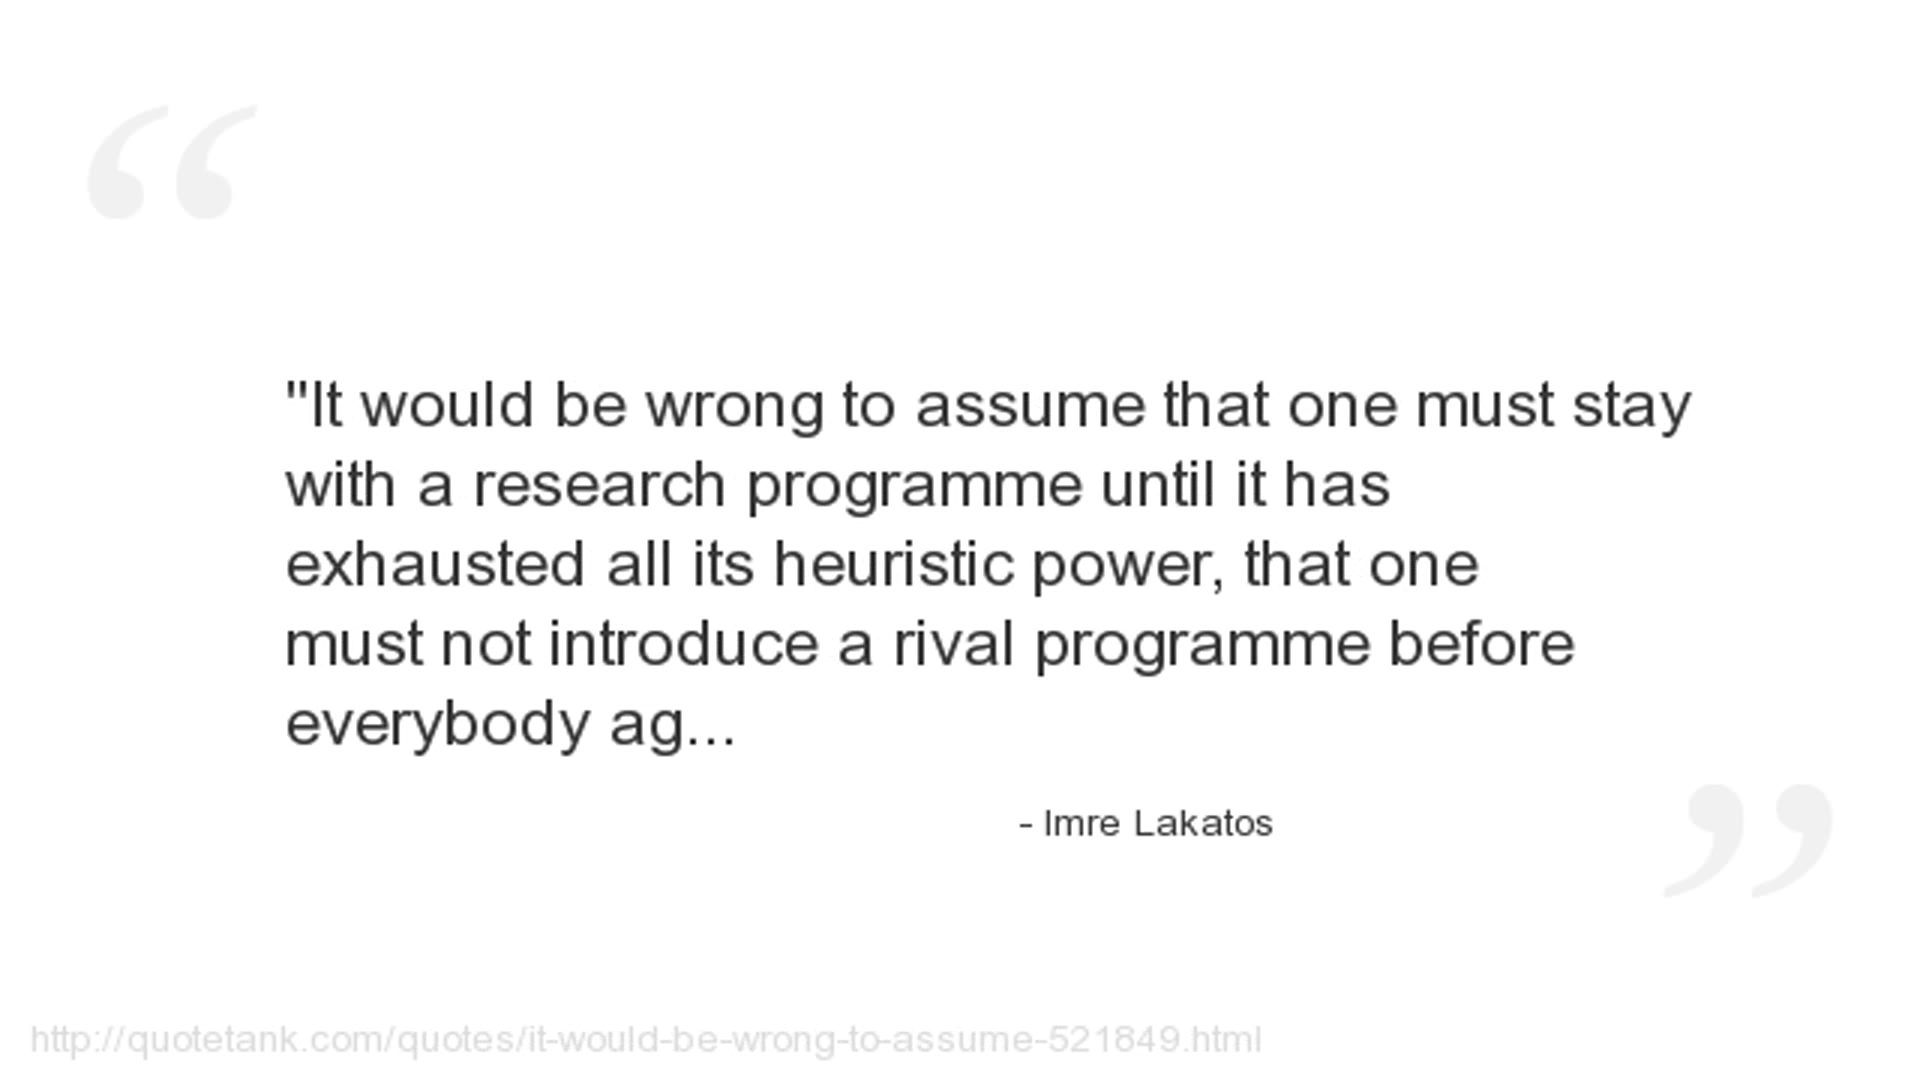 "It would be wrong to assume that one must stay
with a research programme until it has
exhausted all its heuristic power, that one
must not introduce a rival programme before
everybody ag...
- Imre Lakatos
http://quotetank.com/quotes/it-would-be-wrong-to-assume-521849.html